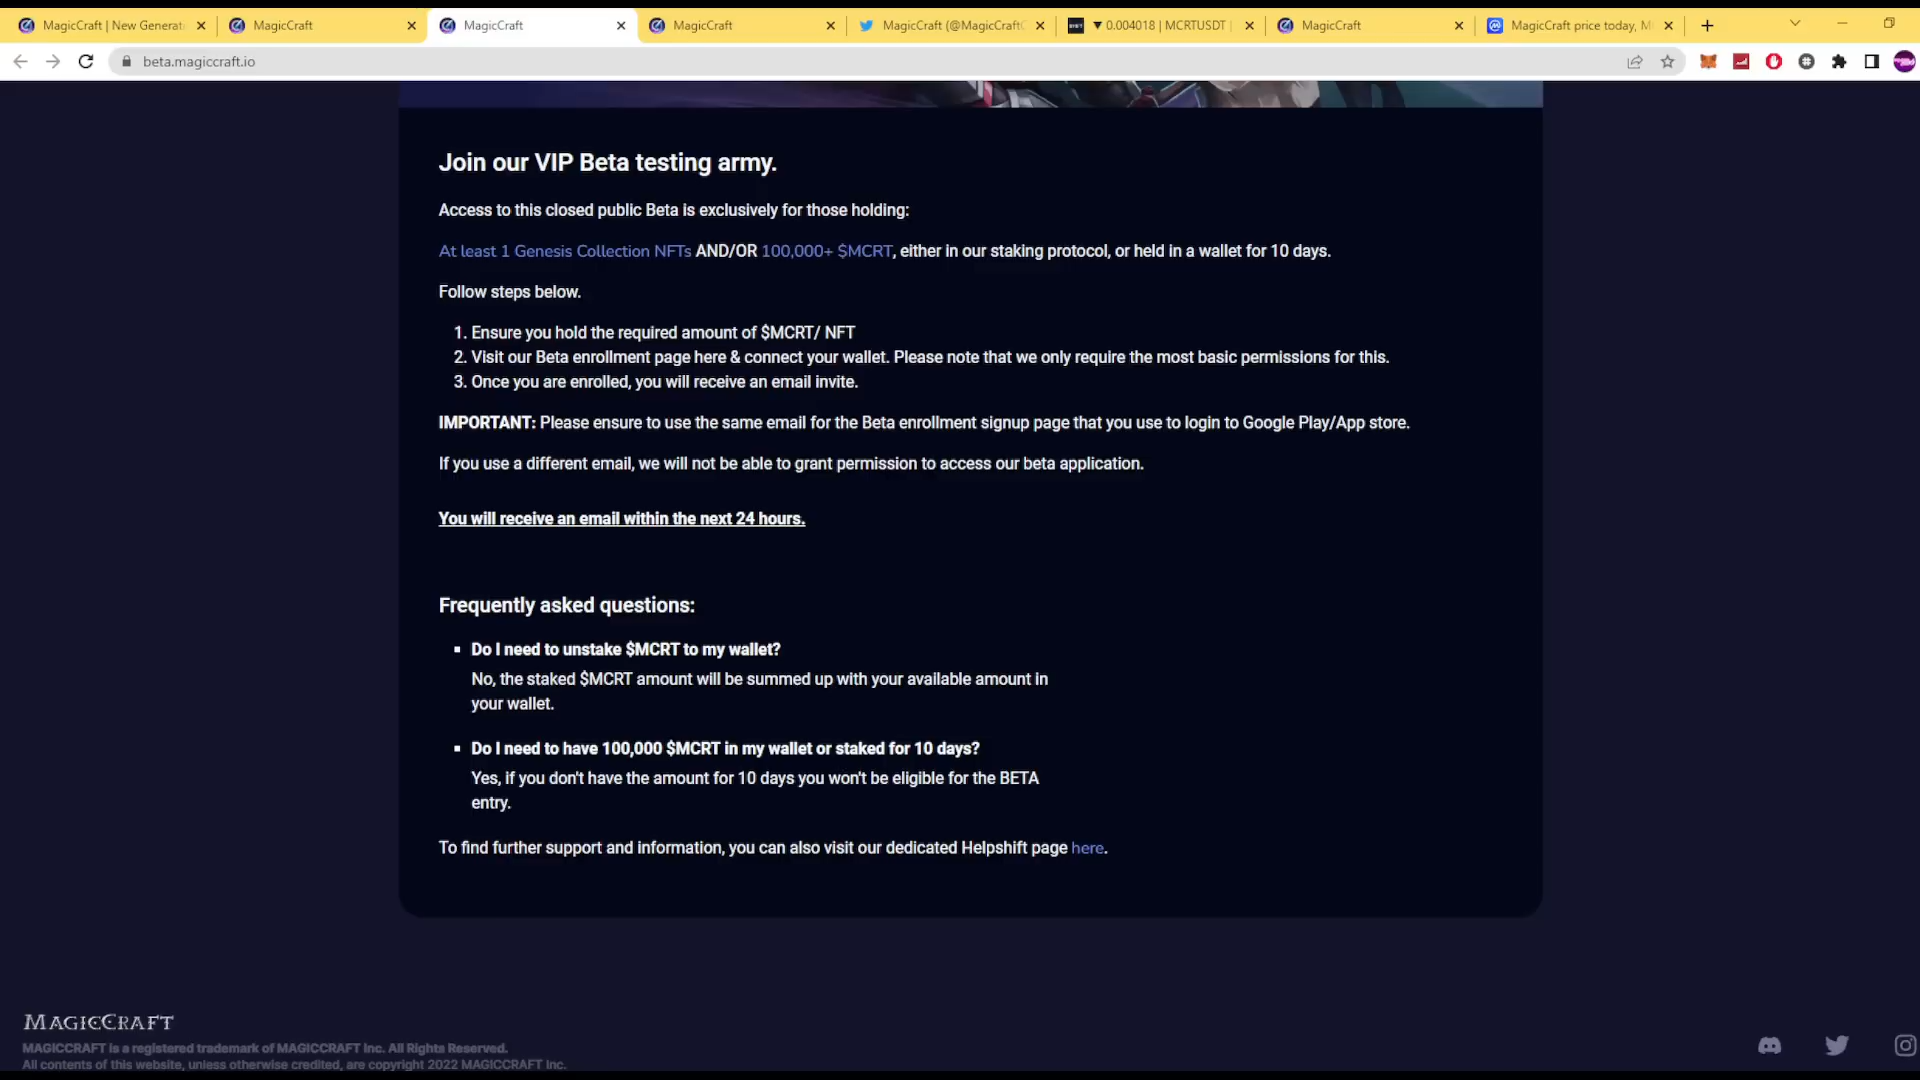 MagicCraft | New Generat
MagicCraft
MagicCraft
MagicCraft
MagicCraft (@MagicCraft
▼ 0.004018 | MCRTUSDT |
MagicCraft
MagicCraft price today, M
beta.magiccraft.io
Join our VIP Beta testing army.
Access to this closed public Beta is exclusively for those holding:
At least 1 Genesis Collection NFTs AND/OR 100,000+ $MCRT, either in our staking protocol, or held in a wallet for 10 days.
Follow steps below.
1. Ensure you hold the required amount of $MCRT/ NFT
2. Visit our Beta enrollment page here & connect your wallet. Please note that we only require the most basic permissions for this.
3. Once you are enrolled, you will receive an email invite.
IMPORTANT: Please ensure to use the same email for the Beta enrollment signup page that you use to login to Google Play/App store.
If you use a different email, we will not be able to grant permission to access our beta application.
You will receive an email within the next 24 hours.
Frequently asked questions:
▪ Do I need to unstake $MCRT to my wallet?
No, the staked $MCRT amount will be summed up with your available amount in
your wallet.
▪ Do I need to have 100,000 $MCRT in my wallet or staked for 10 days?
Yes, if you don't have the amount for 10 days you won't be eligible for the BETA
entry.
To find further support and information, you can also visit our dedicated Helpshift page here.
MAGICCRAFT
MAGICCRAFT is a registered trademark of MAGICCRAFT Inc. All Rights Reserved.
All contents of this website, unless otherwise credited, are copyright 2022 MAGICCRAFT Inc.